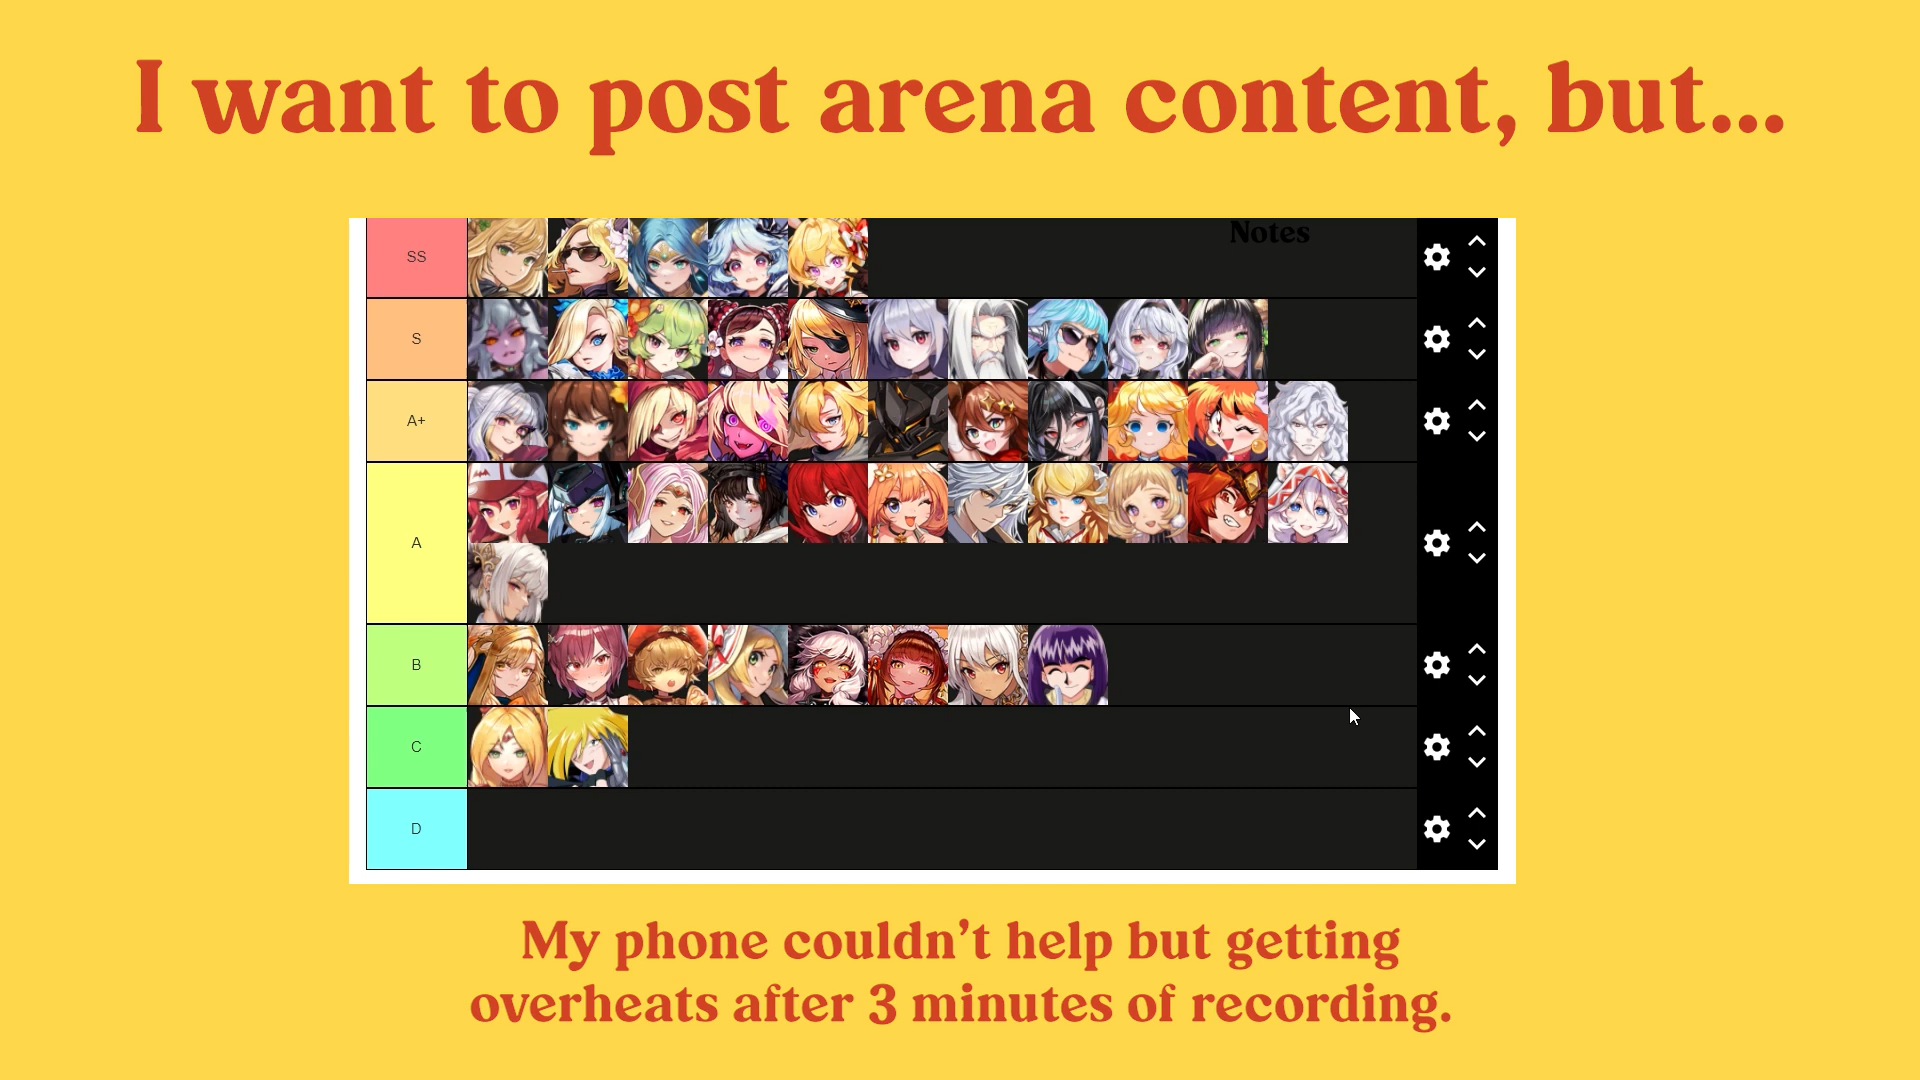 I want to post arena content, but...
Notes
SS
S
A+
A
B
C
D
My phone couldn’t help but getting
overheats after 3 minutes of recording.